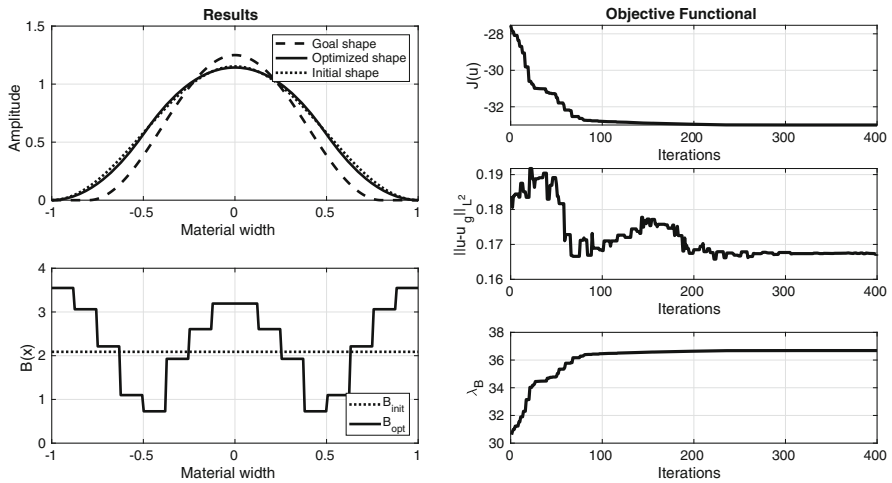 Results
1.5
1
0.5
0
Amplitude
Goal shape
Optimized shape
Initial shape
-1 -0.5 0 0.5 1
Material width
4
3
2
1
0
B(x)
B_init
B_opt
-1 -0.5 0 0.5 1
Material width
Objective Functional
-28
-30
-32
J(u)
0 100 200 300 400
Iterations
0.19
0.18
0.17
0.16
||u-u_g||_L²
0 100 200 300 400
Iterations
38
36
34
32
30
λ_B
0 100 200 300 400
Iterations